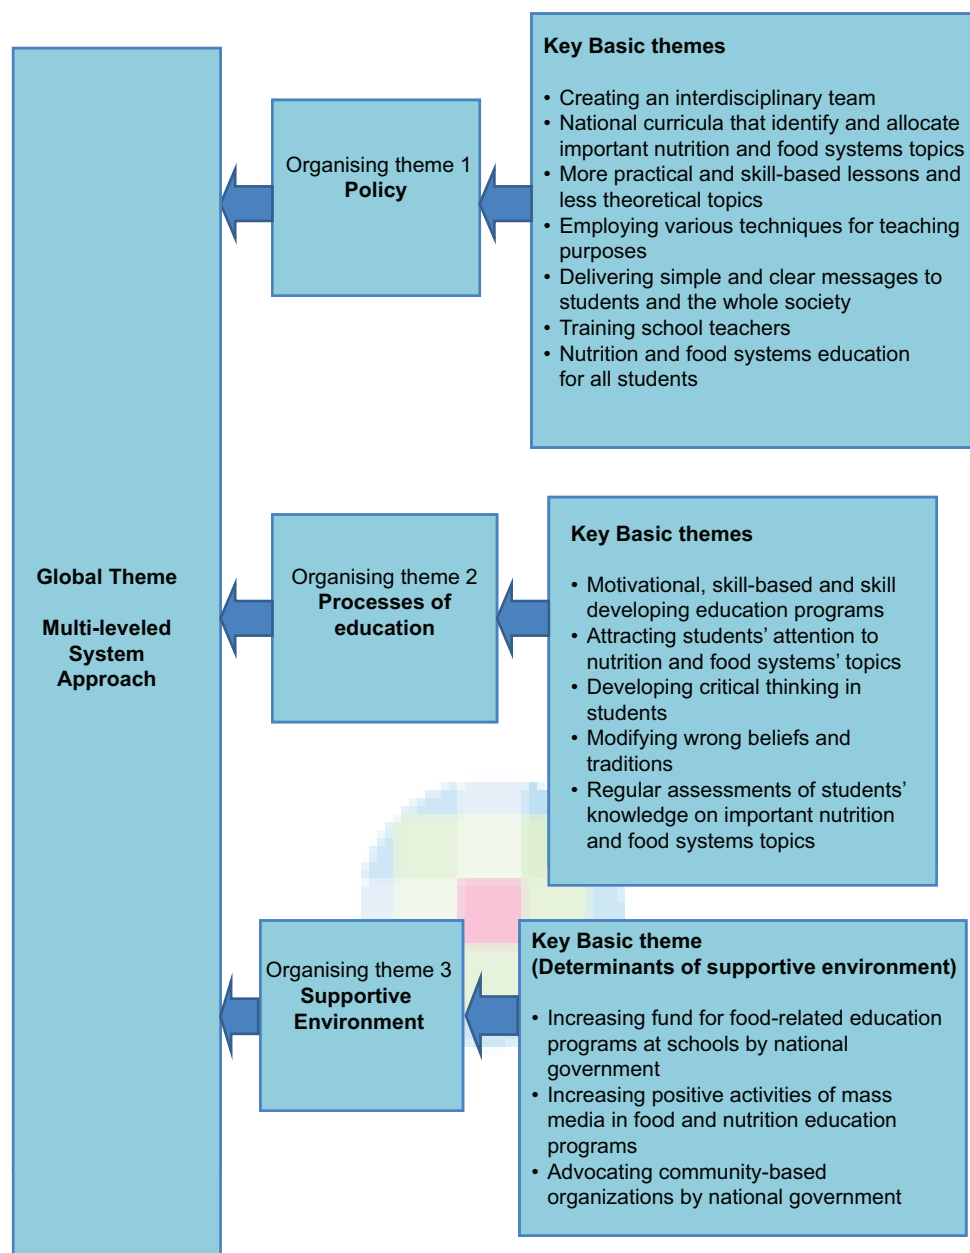 Global Theme
Multi-leveled
System
Approach
Organising theme 1
Policy
Key Basic themes
• Creating an interdisciplinary team
• National curricula that identify and allocate
important nutrition and food systems topics
• More practical and skill-based lessons and
less theoretical topics
• Employing various techniques for teaching
purposes
• Delivering simple and clear messages to
students and the whole society
• Training school teachers
• Nutrition and food systems education
for all students
Organising theme 2
Processes of
education
Key Basic themes
• Motivational, skill-based and skill
developing education programs
• Attracting students’ attention to
nutrition and food systems’ topics
• Developing critical thinking in
students
• Modifying wrong beliefs and
traditions
• Regular assessments of students’
knowledge on important nutrition
and food systems topics
Organising theme 3
Supportive
Environment
Key Basic theme
(Determinants of supportive environment)
• Increasing fund for food-related education
programs at schools by national
government
• Increasing positive activities of mass
media in food and nutrition education
programs
• Advocating community-based
organizations by national government